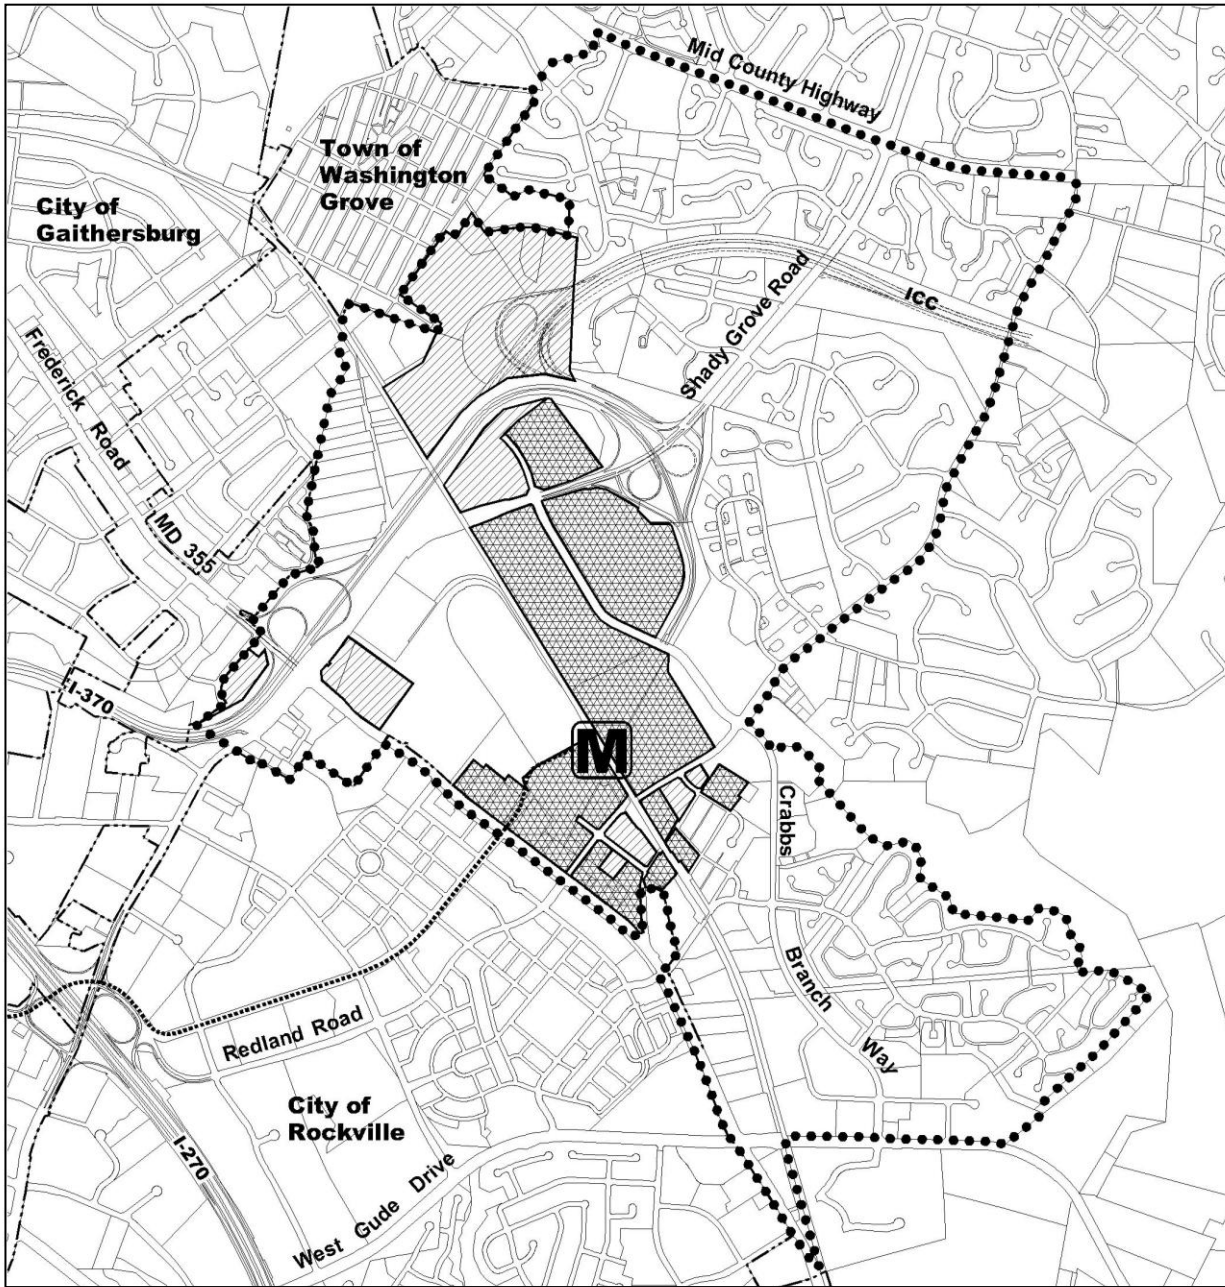 Mid County Highway
Town of
Washington
Grove
City of
Gaithersburg
ICC
Shady Grove Road
Frederick Road
MD 355
I-370
M
Crabbs
Branch
Way
Redland Road
City of
Rockville
I-270
West Gude Drive